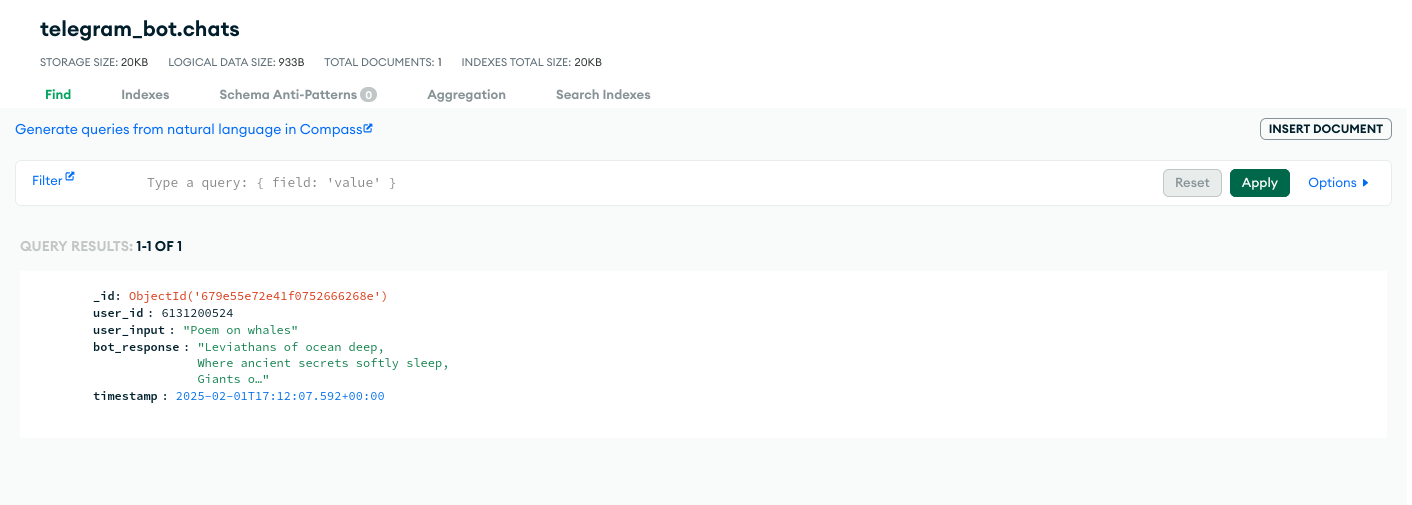 telegram_bot.chats
STORAGE SIZE: 20KB LOGICAL DATA SIZE: 933B TOTAL DOCUMENTS: 1 INDEXES TOTAL SIZE: 20KB
Find Indexes Schema Anti-Patterns 0 Aggregation Search Indexes
Generate queries from natural language in Compass INSERT DOCUMENT
Filter Type a query: { field: 'value' } Reset Apply Options
QUERY RESULTS: 1-1 OF 1
_id: ObjectId('679e55e72e41f0752666268e')
user_id : 6131200524
user_input : "Poem on whales"
bot_response : "Leviathans of ocean deep,
Where ancient secrets softly sleep,
Giants o…"
timestamp : 2025-02-01T17:12:07.592+00:00